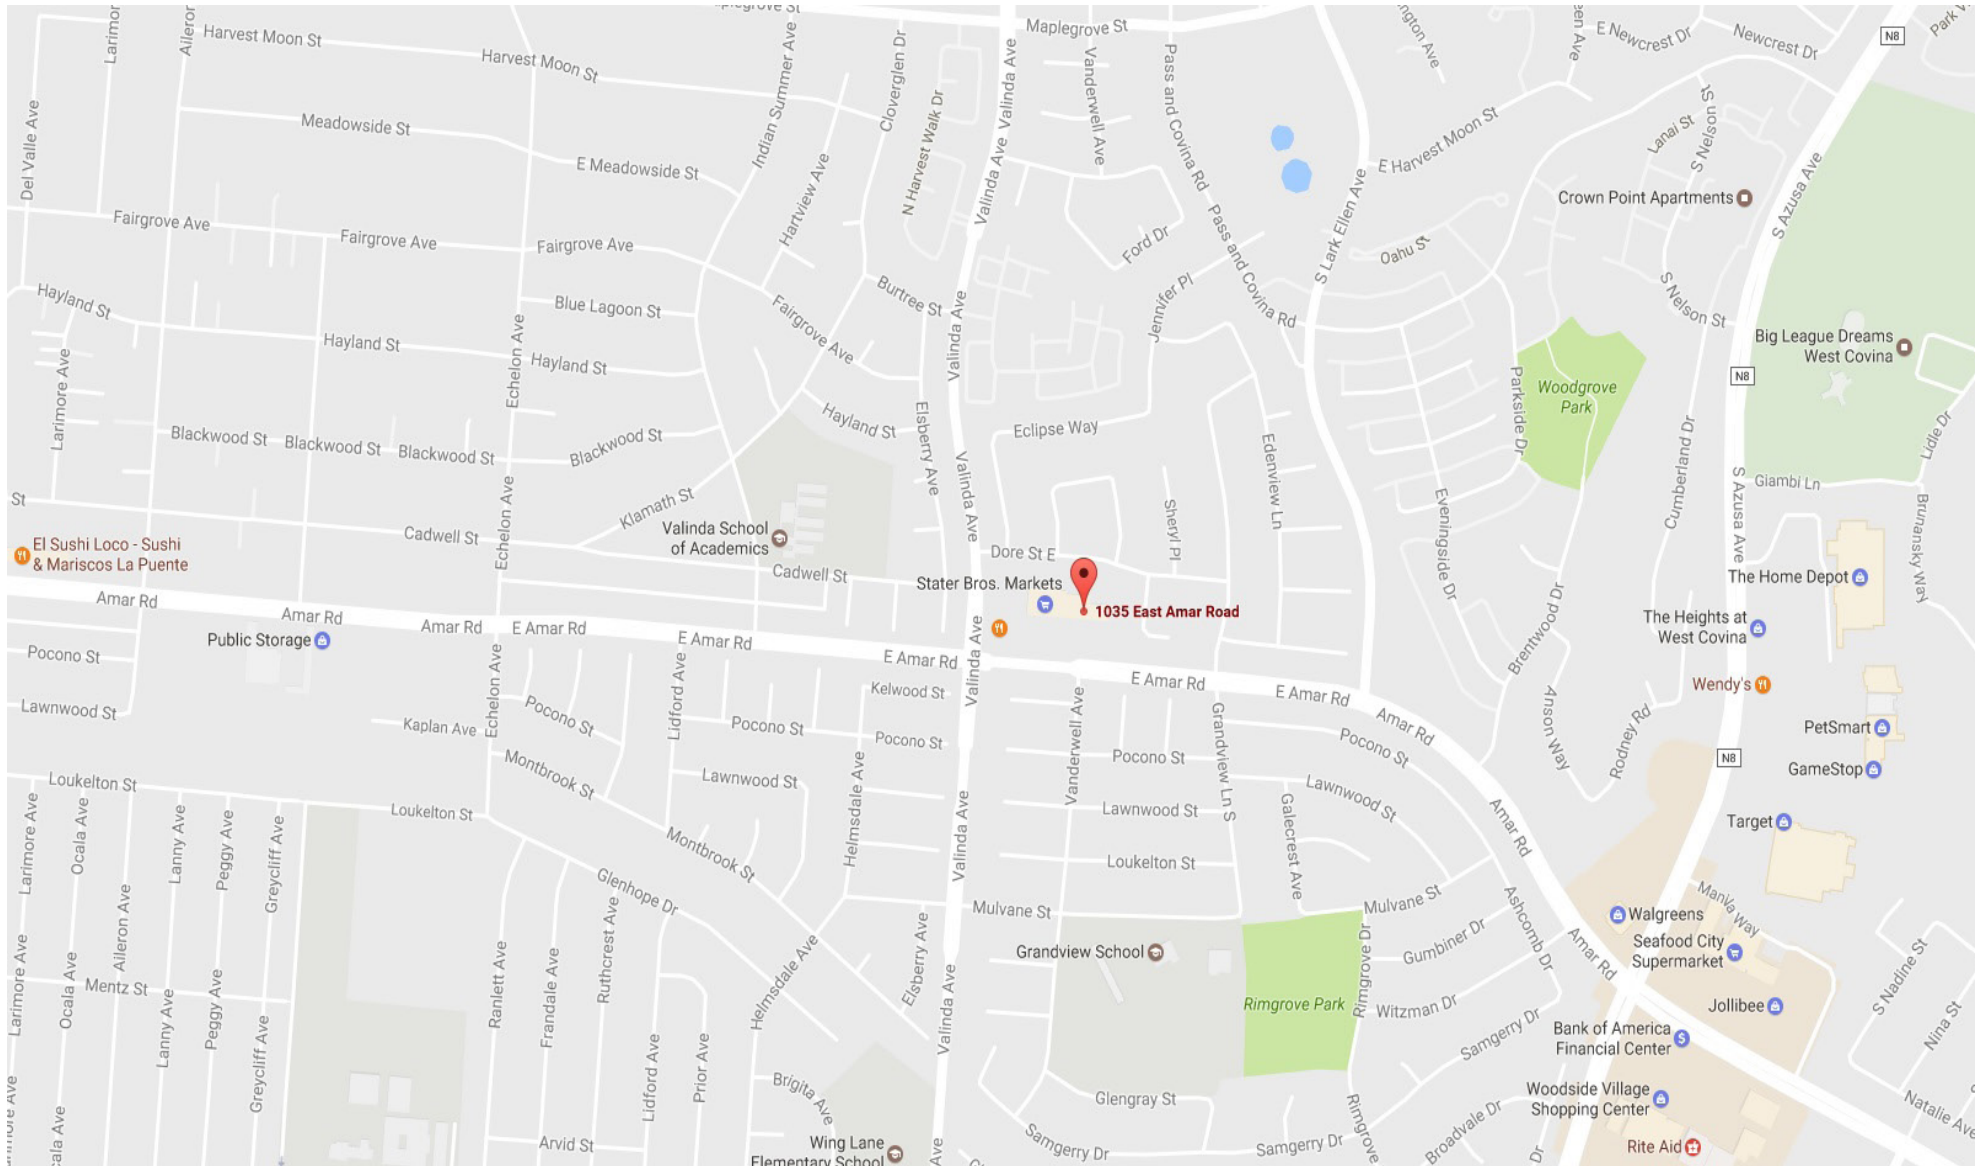 Maplegrove St
Harvest Moon St
Harvest Moon St
Indian Summer Ave
Cloverglen Dr
Valinda Ave
Maplegrove St
Vanderwell Ave
Pass and Covina Rd
E Newcrest Dr
Newcrest Dr
N8
Del Valle Ave
Meadowside St
E Meadowside St
Hartview Ave
N Harvest Walk Dr
Valinda Ave
Valinda Ave
E Harvest Moon St
Lanai St
S Nelson St
Crown Point Apartments
S Azusa Ave
Fairgrove Ave
Fairgrove Ave
Fairgrove Ave
Ford Dr
Pass and Covina Rd
S Lark Ellen Ave
Oahu St
S Nelson St
Hayland St
Blue Lagoon St
Burtree St
Fairgrove Ave
Valinda Ave
Jennifer Pl
Hayland St
Hayland St
Larimore Ave
Echelon Ave
Big League Dreams
West Covina
N8
Woodgrove
Park
Parkside Dr
Hayland St
Elsberry Ave
Eclipse Way
Edenview Ln
Cumberland Dr
Lidle Dr
Blackwood St
Blackwood St
Blackwood St
Blackwood St
Valinda Ave
Giambi Ln
S Azusa Ave
St
Klamath St
Echelon Ave
Sheryl Pl
Eveningside Dr
Brunansky Way
Cadwell St
Valinda School
of Academics
El Sushi Loco - Sushi
& Mariscos La Puente
Dore St E
Cadwell St
Stater Bros. Markets
The Home Depot
1035 East Amar Road
Amar Rd
Amar Rd
Amar Rd
E Amar Rd
E Amar Rd
E Amar Rd
E Amar Rd
E Amar Rd
Amar Rd
The Heights at
West Covina
Brentwood Dr
Public Storage
Pocono St
Valinda Ave
Wendy's
Lawnwood St
Echelon Ave
Pocono St
Lidford Ave
Kelwood St
Vanderwell Ave
Grandview Ln S
Anson Way
Rodney Rd
PetSmart
Kaplan Ave
Pocono St
Pocono St
Pocono St
Pocono St
N8
GameStop
Loukelton St
Montbrook St
Lawnwood St
Lawnwood St
Lawnwood St
Galecrest Ave
Loukelton St
Helmsdale Ave
Valinda Ave
Amar Rd
Target
Larimore Ave
Ocala Ave
Lanny Ave
Peggy Ave
Greycliff Ave
Montbrook St
Loukelton St
Glenhope Dr
Mulvane St
Mulvane St
Ashcomb Dr
Manila Way
Walgreens
Seafood City
Supermarket
Larimore Ave
Ocala Ave
Aileron Ave
Ranlett Ave
Frandale Ave
Ruthcrest Ave
Helmsdale Ave
Elsberry Ave
Grandview School
Rimgrove Dr
Gumbiner Dr
Amar Rd
S Nadine St
Mentz St
Lanny Ave
Peggy Ave
Greycliff Ave
Rimgrove Park
Witzman Dr
Samgerry Dr
Jollibee
Nina St
Bank of America
Financial Center
Lidford Ave
Prior Ave
Valinda Ave
Brigita Ave
Glengray St
Rimgrove
Woodside Village
Shopping Center
Natalie Ave
Arvid St
Wing Lane
Elementary School
Ave
Samgerry Dr
Samgerry Dr
Broadvale Dr
Dr
Rite Aid